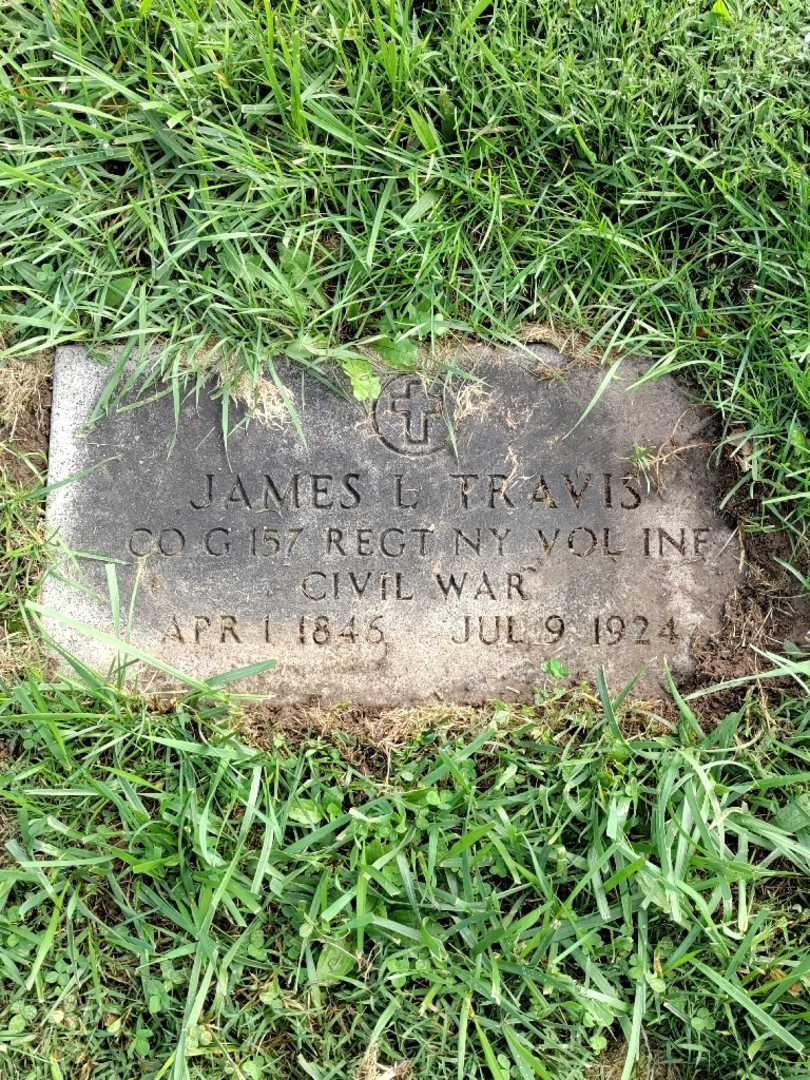 JAMES L TRAVIS
CO G 157 REGT NY VOL INF
CIVIL WAR
APR 1 1846 JUL 9 1924